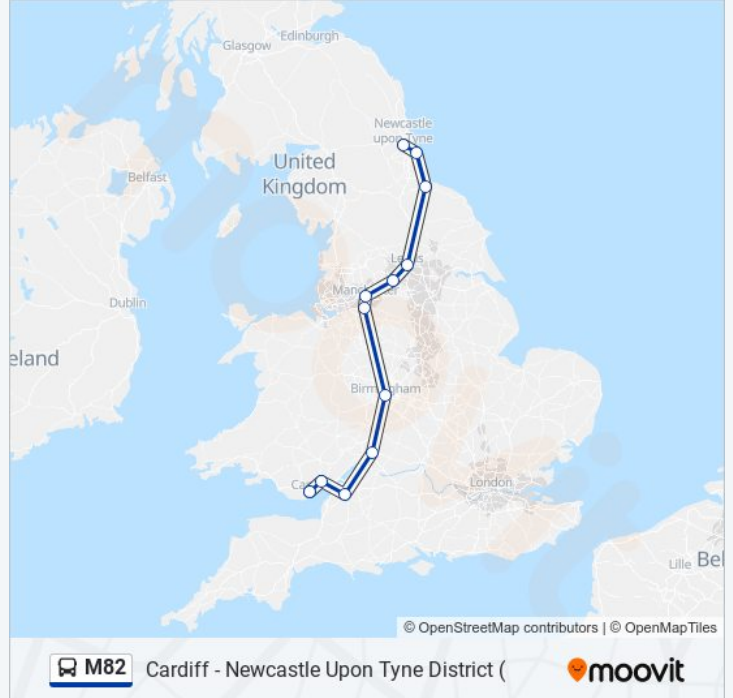 Edinburgh
Glasgow
Newcastle
upon Tyne
United
Kingdom
Belfast
Leeds
Manchester
Dublin
eland
Birmingham
London
Lille
Bel
© OpenStreetMap contributors | © OpenMapTiles
M82 Cardiff - Newcastle Upon Tyne District (
moovit